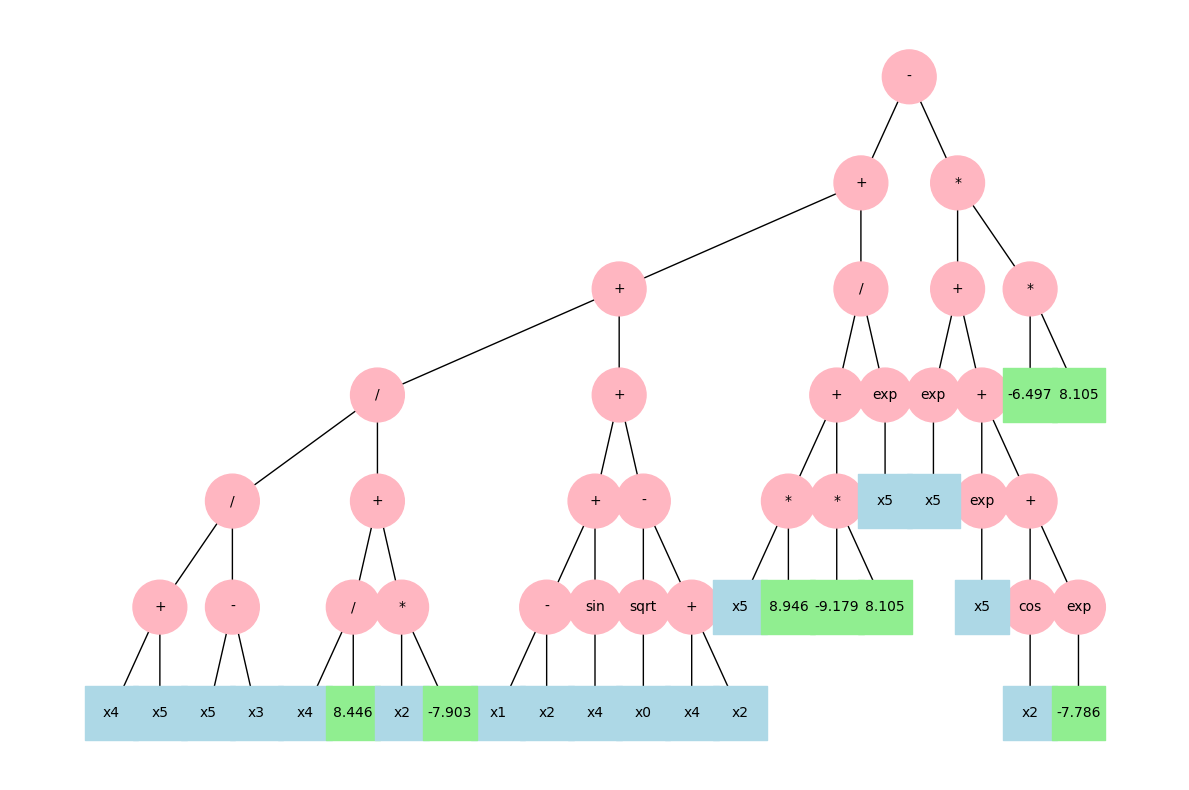 -
+ *
+ / + *
/ + + exp exp + -6.497 8.105
/ + + - * * x5 x5 exp +
+ - / * - sin sqrt + x5 8.946 -9.179 8.105 x5 cos exp
x4 x5 x5 x3 x4 8.446 x2 -7.903 x1 x2 x4 x0 x4 x2 x2 -7.786